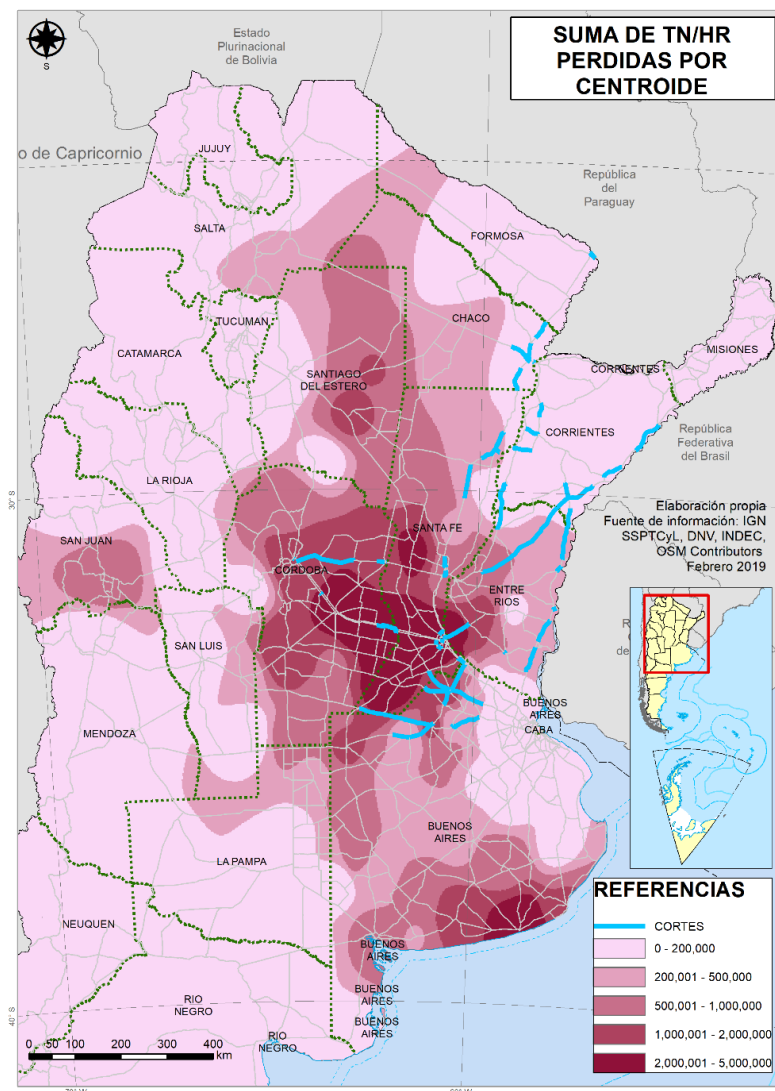 SUMA DE TN/HR
PERDIDAS POR
CENTROIDE
S
Estado
Plurinacional
de Bolivia
o de Capricornio
República
del
Paraguay
JUJUY
SALTA
FORMOSA
CHACO
TUCUMAN
CATAMARCA
SANTIAGO
DEL ESTERO
CORRIENTES
MISIONES
CORRIENTES
República
Federativa
del Brasil
LA RIOJA
30° S
SAN JUAN
SANTA FE
CORDOBA
ENTRE
RIOS
Elaboración propia
Fuente de información: IGN
SSPTCyL, DNV, INDEC,
OSM Contributors
Febrero 2019
SAN LUIS
MENDOZA
BUENOS
AIRES
CABA
BUENOS
AIRES
LA PAMPA
NEUQUEN
BUENOS
AIRES
BUENOS
AIRES
BUENOS
AIRES
RIO
NEGRO
RIO
NEGRO
40° S
0 50 100 200 300 400
km
REFERENCIAS
CORTES
0 - 200,000
200,001 - 500,000
500,001 - 1,000,000
1,000,001 - 2,000,000
2,000,001 - 5,000,000